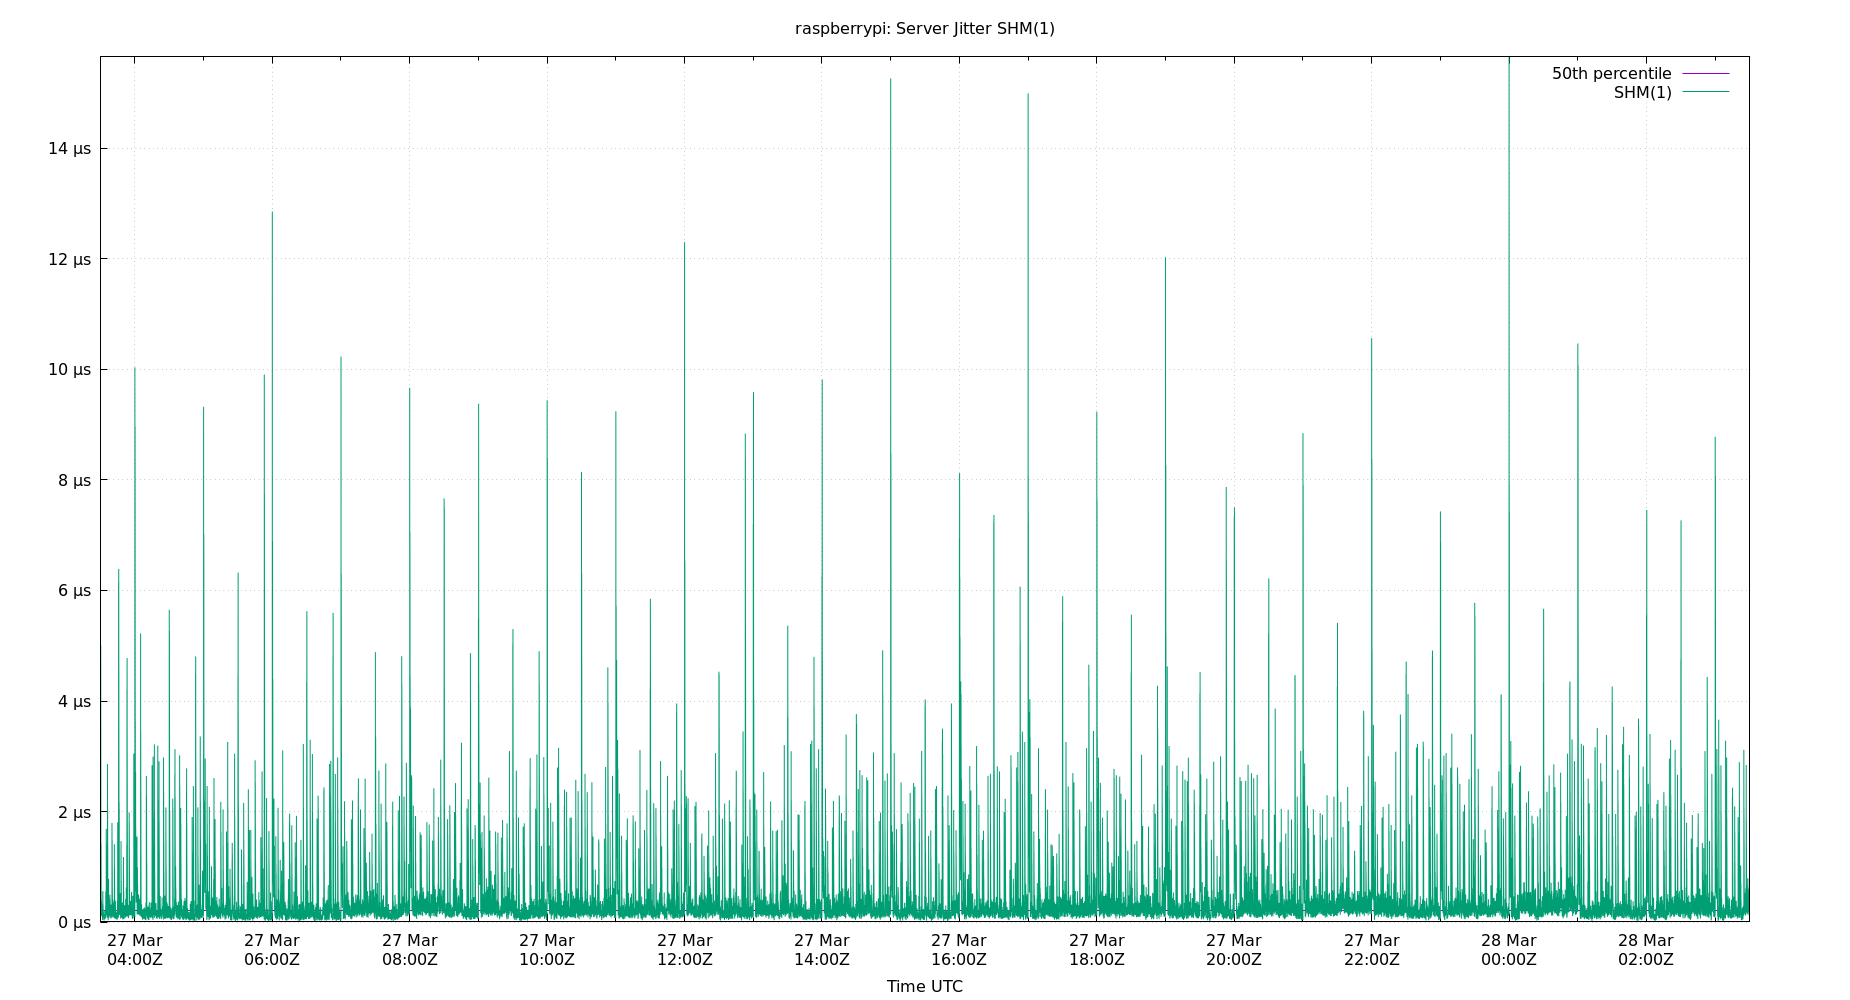 raspberrypi: Server Jitter SHM(1)
50th percentile
SHM(1)
14 µs
12 µs
10 µs
8 µs
6 µs
4 µs
2 µs
0 µs
27 Mar 27 Mar 27 Mar 27 Mar 27 Mar 27 Mar 27 Mar 27 Mar 27 Mar 27 Mar 28 Mar 28 Mar
04:00Z 06:00Z 08:00Z 10:00Z 12:00Z 14:00Z 16:00Z 18:00Z 20:00Z 22:00Z 00:00Z 02:00Z
Time UTC